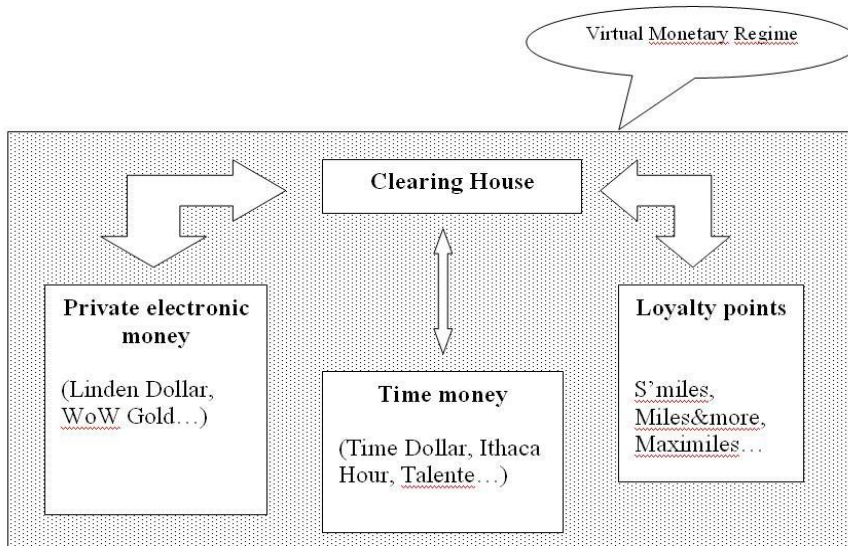 Virtual Monetary Regime
Clearing House
Private electronic
money
(Linden Dollar,
WoW Gold…)
Time money
(Time Dollar, Ithaca
Hour, Talente…)
Loyalty points
S’miles,
Miles&more,
Maximiles…